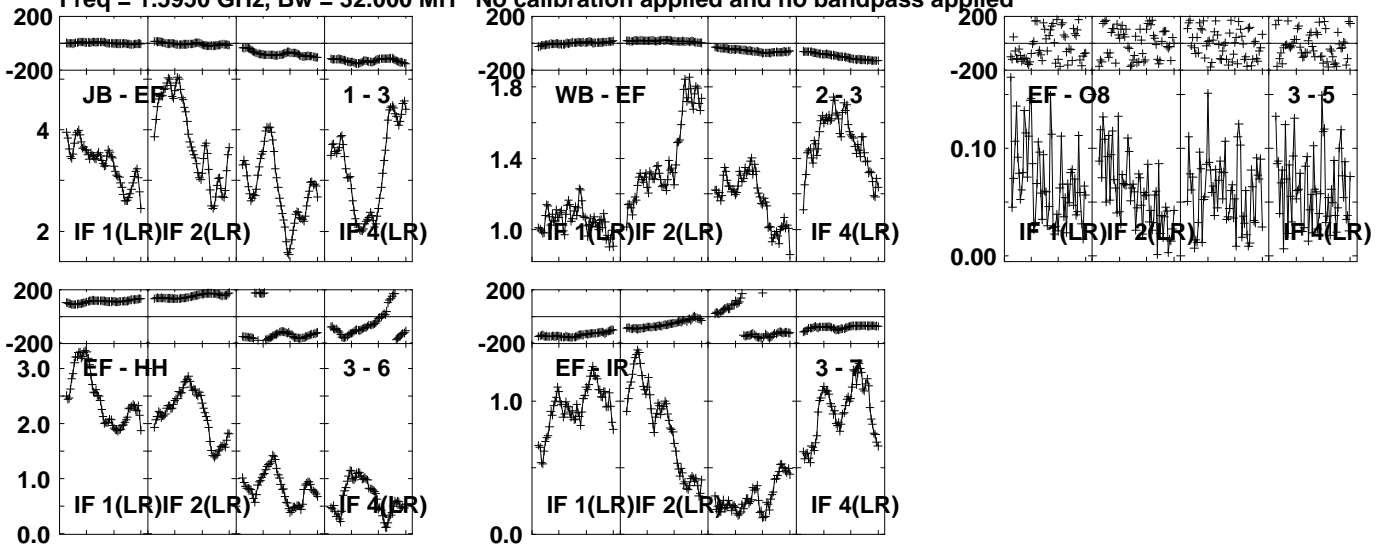 Freq = 1.5950 GHz, Bw = 32.000 MH No calibration applied and no bandpass applied
200
-200
JB - EF 1 - 3
4
2
IF 1(LR) IF 2(LR) IF 4(LR)
200
-200
WB - EF 2 - 3
1.8
1.4
1.0
IF 1(LR) IF 2(LR) IF 4(LR)
200
-200
EF - O8 3 - 5
0.10
0.00
IF 1(LR) IF 2(LR) IF 4(LR)
200
-200
EF - HH 3 - 6
3.0
2.0
1.0
0.0
IF 1(LR) IF 2(LR) IF 4(LR)
200
-200
EF - IR 3 - 7
1.0
0.0
IF 1(LR) IF 2(LR) IF 4(LR)